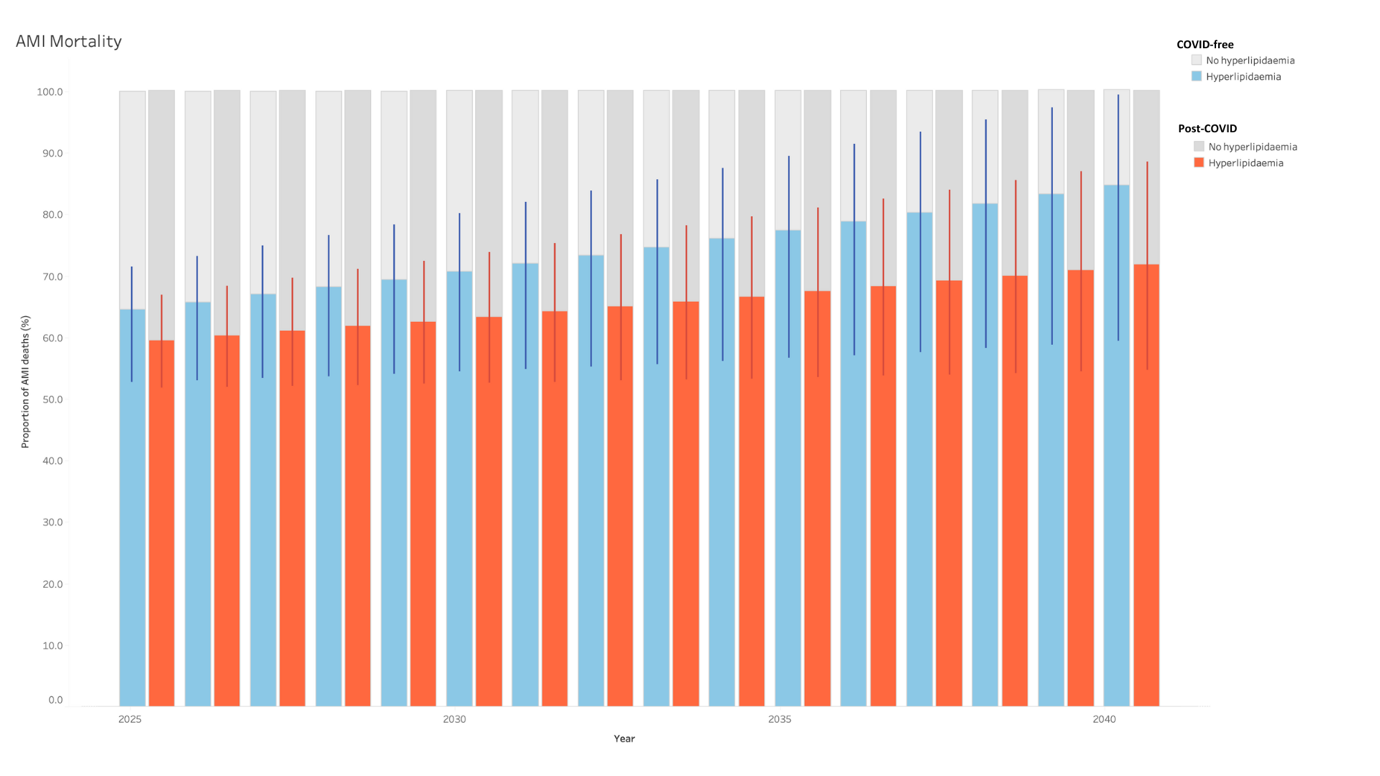 AMI Mortality
COVID-free
No hyperlipidaemia
Hyperlipidaemia
Post-COVID
No hyperlipidaemia
Hyperlipidaemia
100.0
90.0
80.0
70.0
60.0
50.0
40.0
30.0
20.0
10.0
0.0
Proportion of AMI deaths (%)
2025
2030
2035
2040
Year